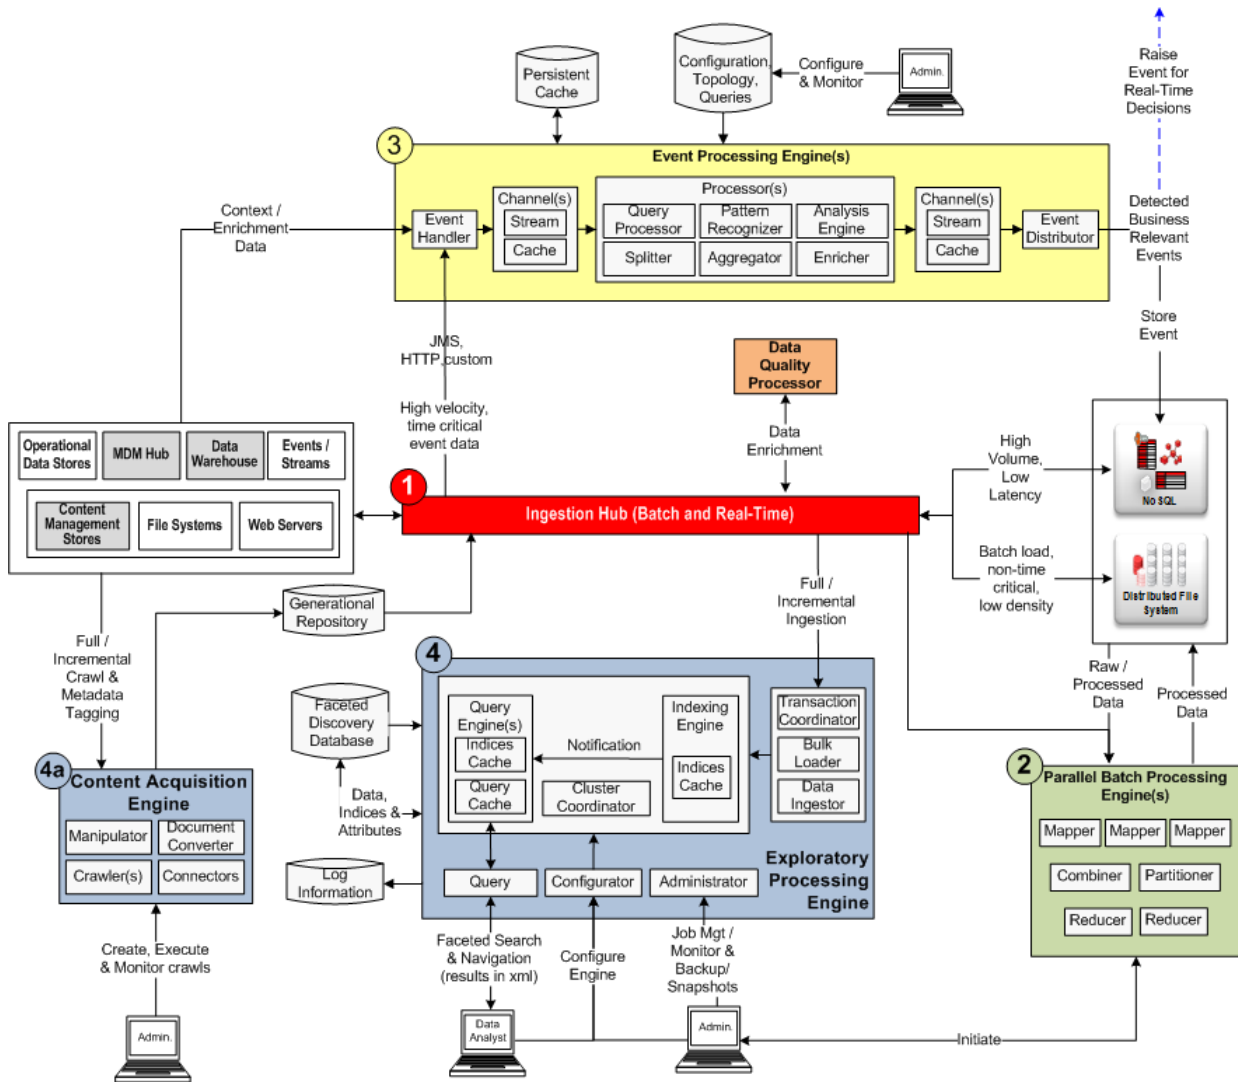 Persistent
Cache
Configuration,
Topology,
Queries
Configure
& Monitor
Admin.
Raise
Event for
Real-Time
Decisions
3
Event Processing Engine(s)
Context /
Enrichment
Data
Event
Handler
Channel(s)
Stream
Cache
Processor(s)
Query
Processor
Pattern
Recognizer
Analysis
Engine
Splitter
Aggregator
Enricher
Channel(s)
Stream
Cache
Event
Distributor
Detected
Business
Relevant
Events
Store
Event
JMS,
HTTP,custom
High velocity,
time critical
event data
Data
Quality
Processor
Data
Enrichment
Operational
Data Stores
MDM Hub
Data
Warehouse
Events /
Streams
Content
Management
Stores
File Systems
Web Servers
1
Ingestion Hub (Batch and Real-Time)
High
Volume,
Low
Latency
No SQL
Batch load,
non-time
critical,
low density
Distributed File
System
Generational
Repository
Full /
Incremental
Ingestion
Full /
Incremental
Crawl &
Metadata
Tagging
Raw /
Processed
Data
Processed
Data
4
Faceted
Discovery
Database
Query
Engine(s)
Indices
Cache
Query
Cache
Notification
Cluster
Coordinator
Indexing
Engine
Indices
Cache
Transaction
Coordinator
Bulk
Loader
Data
Ingestor
Data,
Indices &
Attributes
Log
Information
Query
Configurator
Administrator
Exploratory
Processing
Engine
4a
Content Acquisition
Engine
Manipulator
Document
Converter
Crawler(s)
Connectors
2
Parallel Batch Processing
Engine(s)
Mapper
Mapper
Mapper
Combiner
Partitioner
Reducer
Reducer
Create, Execute
& Monitor crawls
Faceted Search
& Navigation
(results in xml)
Configure
Engine
Job Mgt /
Monitor &
Backup/
Snapshots
Admin.
Data
Analyst
Admin.
Initiate